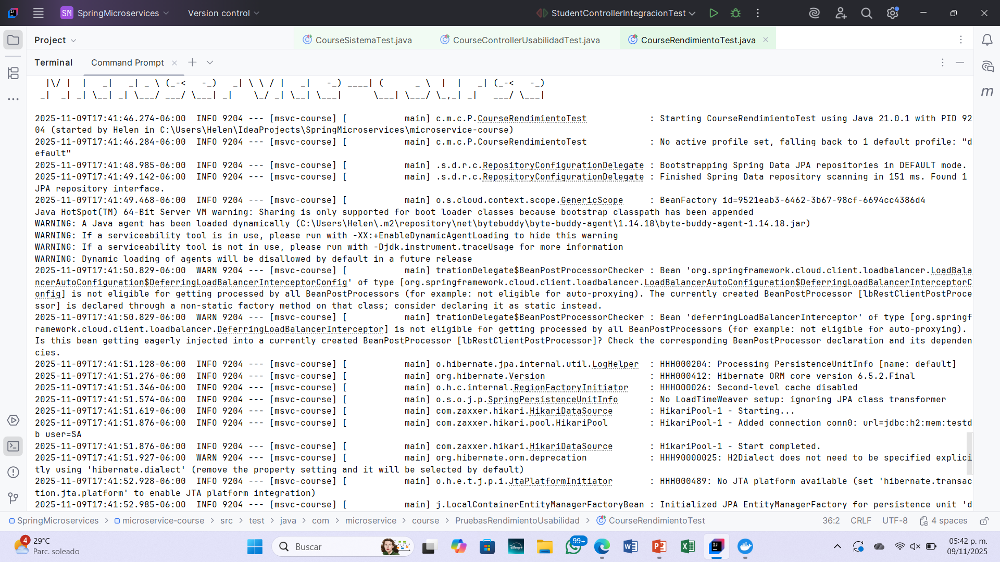 SM SpringMicroservices Version control StudentControllerIntegracionTest
Project CourseSistemaTest.java CourseControllerUsabilidadTest.java CourseRendimientoTest.java
Terminal Command Prompt
  |\/ |  |   _|   _| _ \ (_-<   -_)   _| \ \ / |   _|   -_) ____| (      _ \  |  |   _| (_-<   -_)
 _|  _| _| \__| _| \___/ ___/ \___| _|    \_/ _| \__| \___|      \___| \___/ \_,_| _|   ___/ \___|
2025-11-09T17:41:46.274-06:00  INFO 9204 --- [msvc-course] [           main] c.m.c.P.CourseRendimientoTest            : Starting CourseRendimientoTest using Java 21.0.1 with PID 92
04 (started by Helen in C:\Users\Helen\IdeaProjects\SpringMicroservices\microservice-course)
2025-11-09T17:41:46.284-06:00  INFO 9204 --- [msvc-course] [           main] c.m.c.P.CourseRendimientoTest            : No active profile set, falling back to 1 default profile: "d
efault"
2025-11-09T17:41:48.985-06:00  INFO 9204 --- [msvc-course] [           main] .s.d.r.c.RepositoryConfigurationDelegate : Bootstrapping Spring Data JPA repositories in DEFAULT mode.
2025-11-09T17:41:49.142-06:00  INFO 9204 --- [msvc-course] [           main] .s.d.r.c.RepositoryConfigurationDelegate : Finished Spring Data repository scanning in 151 ms. Found 1
JPA repository interface.
2025-11-09T17:41:49.468-06:00  INFO 9204 --- [msvc-course] [           main] o.s.cloud.context.scope.GenericScope     : BeanFactory id=9521eab3-6462-3b67-98cf-6694cc4386d4
Java HotSpot(TM) 64-Bit Server VM warning: Sharing is only supported for boot loader classes because bootstrap classpath has been appended
WARNING: A Java agent has been loaded dynamically (C:\Users\Helen\.m2\repository\net\bytebuddy\byte-buddy-agent\1.14.18\byte-buddy-agent-1.14.18.jar)
WARNING: If a serviceability tool is in use, please run with -XX:+EnableDynamicAgentLoading to hide this warning
WARNING: If a serviceability tool is not in use, please run with -Djdk.instrument.traceUsage for more information
WARNING: Dynamic loading of agents will be disallowed by default in a future release
2025-11-09T17:41:50.829-06:00  WARN 9204 --- [msvc-course] [           main] trationDelegate$BeanPostProcessorChecker : Bean 'org.springframework.cloud.client.loadbalancer.LoadBala
ncerAutoConfiguration$DeferringLoadBalancerInterceptorConfig' of type [org.springframework.cloud.client.loadbalancer.LoadBalancerAutoConfiguration$DeferringLoadBalancerInterceptorC
onfig] is not eligible for getting processed by all BeanPostProcessors (for example: not eligible for auto-proxying). The currently created BeanPostProcessor [lbRestClientPostProce
ssor] is declared through a non-static factory method on that class; consider declaring it as static instead.
2025-11-09T17:41:50.829-06:00  WARN 9204 --- [msvc-course] [           main] trationDelegate$BeanPostProcessorChecker : Bean 'deferringLoadBalancerInterceptor' of type [org.springf
ramework.cloud.client.loadbalancer.DeferringLoadBalancerInterceptor] is not eligible for getting processed by all BeanPostProcessors (for example: not eligible for auto-proxying).
Is this bean getting eagerly injected into a currently created BeanPostProcessor [lbRestClientPostProcessor]? Check the corresponding BeanPostProcessor declaration and its dependen
cies.
2025-11-09T17:41:51.128-06:00  INFO 9204 --- [msvc-course] [           main] o.hibernate.jpa.internal.util.LogHelper  : HHH000204: Processing PersistenceUnitInfo [name: default]
2025-11-09T17:41:51.276-06:00  INFO 9204 --- [msvc-course] [           main] org.hibernate.Version                    : HHH000412: Hibernate ORM core version 6.5.2.Final
2025-11-09T17:41:51.346-06:00  INFO 9204 --- [msvc-course] [           main] o.h.c.internal.RegionFactoryInitiator    : HHH000026: Second-level cache disabled
2025-11-09T17:41:51.574-06:00  INFO 9204 --- [msvc-course] [           main] o.s.o.j.p.SpringPersistenceUnitInfo      : No LoadTimeWeaver setup: ignoring JPA class transformer
2025-11-09T17:41:51.619-06:00  INFO 9204 --- [msvc-course] [           main] com.zaxxer.hikari.HikariDataSource       : HikariPool-1 - Starting...
2025-11-09T17:41:51.876-06:00  INFO 9204 --- [msvc-course] [           main] com.zaxxer.hikari.pool.HikariPool        : HikariPool-1 - Added connection conn0: url=jdbc:h2:mem:testd
b user=SA
2025-11-09T17:41:51.876-06:00  INFO 9204 --- [msvc-course] [           main] com.zaxxer.hikari.HikariDataSource       : HikariPool-1 - Start completed.
2025-11-09T17:41:51.927-06:00  WARN 9204 --- [msvc-course] [           main] org.hibernate.orm.deprecation            : HHH90000025: H2Dialect does not need to be specified explici
tly using 'hibernate.dialect' (remove the property setting and it will be selected by default)
2025-11-09T17:41:52.928-06:00  INFO 9204 --- [msvc-course] [           main] o.h.e.t.j.p.i.JtaPlatformInitiator       : HHH000489: No JTA platform available (set 'hibernate.transac
tion.jta.platform' to enable JTA platform integration)
2025-11-09T17:41:52.985-06:00  INFO 9204 --- [msvc-course] [           main] j.LocalContainerEntityManagerFactoryBean : Initialized JPA EntityManagerFactory for persistence unit 'd
SpringMicroservices > microservice-course > src > test > java > com > microservice > course > PruebasRendimientoUsabilidad > CourseRendimientoTest 36:2 CRLF UTF-8 4 spaces
4 29°C
Parc. soleado
Buscar
99+
05:42 p. m.
09/11/2025